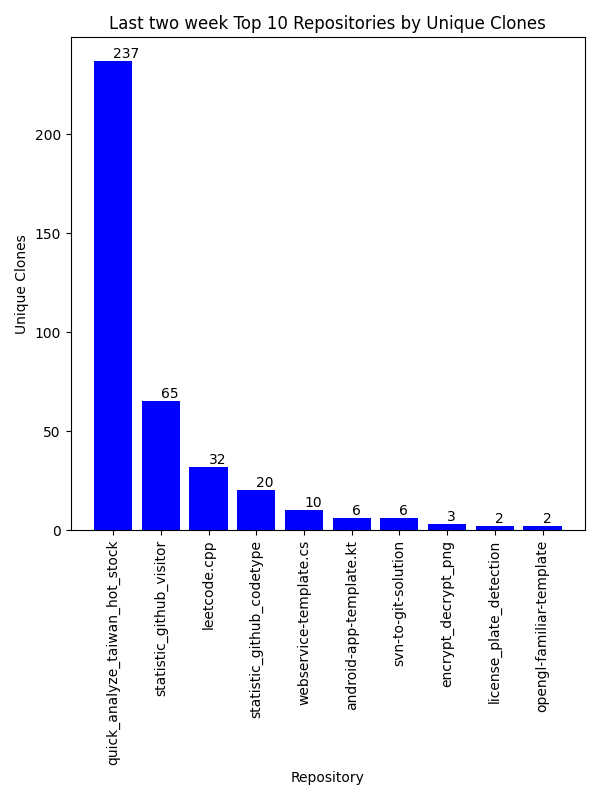 Last two week Top 10 Repositories by Unique Clones
237
65
32
20
10
6
6
3
2
2
200
150
100
50
0
Unique Clones
quick_analyze_taiwan_hot_stock
statistic_github_visitor
leetcode.cpp
statistic_github_codetype
webservice-template.cs
android-app-template.kt
svn-to-git-solution
encrypt_decrypt_png
license_plate_detection
opengl-familiar-template
Repository